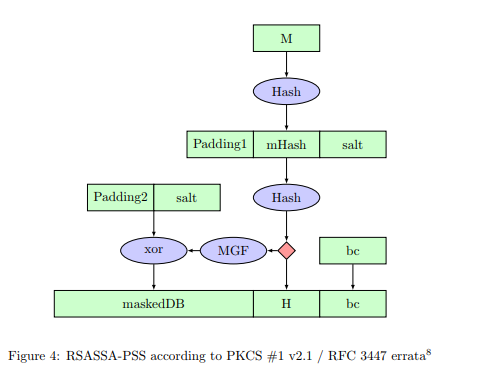 M
Hash
Padding1 mHash salt
Padding2 salt Hash
xor MGF bc
maskedDB H bc
Figure 4: RSASSA-PSS according to PKCS #1 v2.1 / RFC 3447 errata⁸